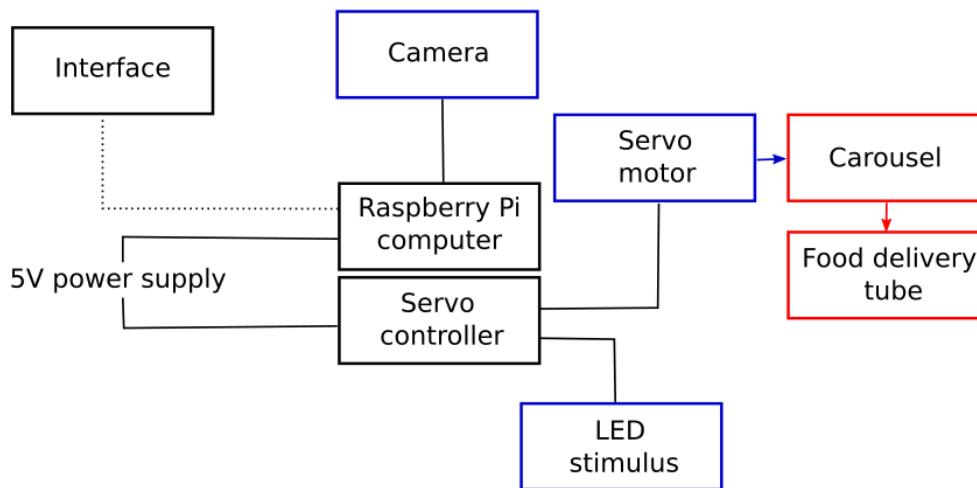 Interface
Camera
Servo
motor
Carousel
Raspberry Pi
computer
Food delivery
tube
5V power supply
Servo
controller
LED
stimulus